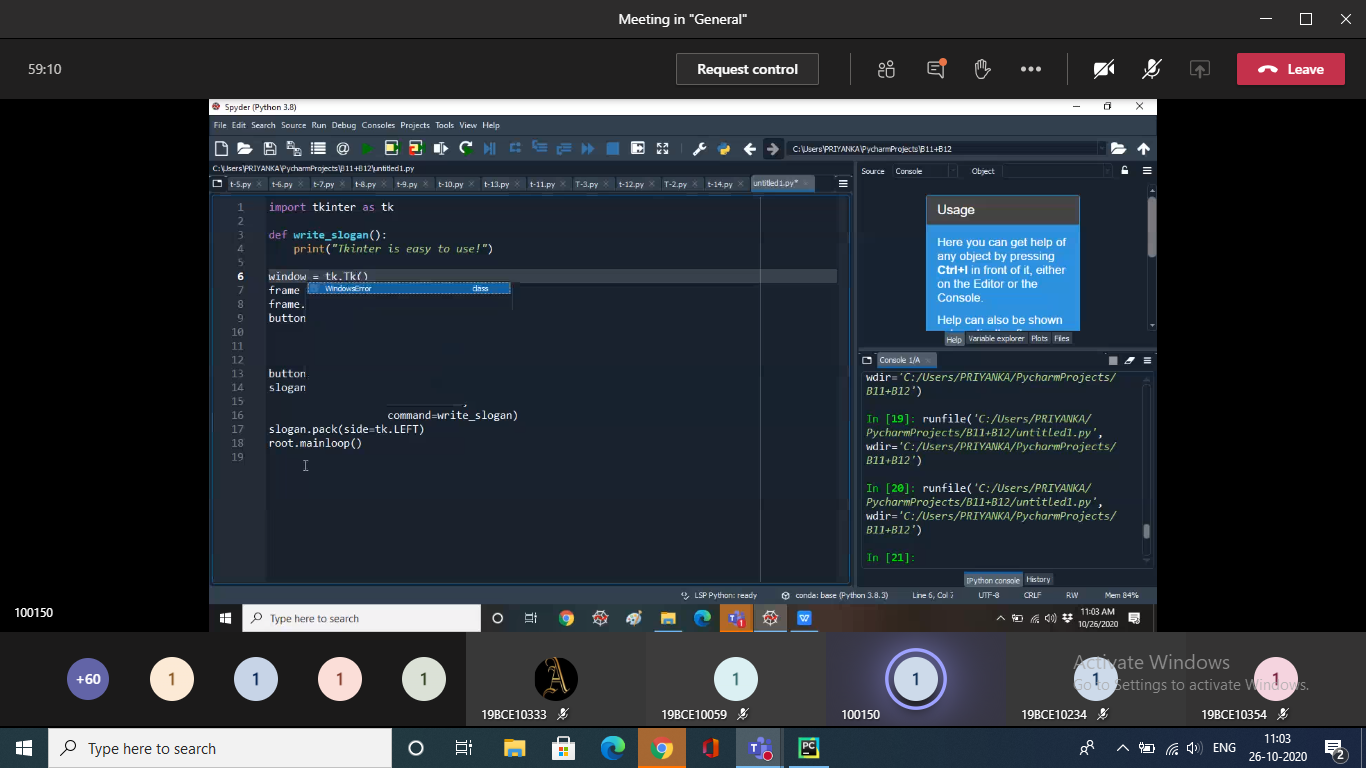 Meeting in "General"
59:10
Request control
Leave
Spyder (Python 3.8)
File Edit Search Source Run Debug Consoles Projects Tools View Help
C:\Users\PRIYANKA\PycharmProjects\B11+B12
C:\Users\PRIYANKA\PycharmProjects\B11+B12\untitled1.py
t-5.py t-6.py t-7.py t-8.py t-9.py t-10.py t-13.py t-11.py T-3.py t-12.py T-2.py t-14.py untitled1.py*
1 import tkinter as tk
2
3 def write_slogan():
4 print("Tkinter is easy to use!")
5
6 window = tk.Tk()
7 frame
WindowsError class
8 frame.
9 button
10
11
12
13 button
14 slogan
15
16 command=write_slogan)
17 slogan.pack(side=tk.LEFT)
18 root.mainloop()
19
Source Console Object
Usage
Here you can get help of
any object by pressing
Ctrl+I in front of it, either
on the Editor or the
Console.
Help can also be shown
Help Variable explorer Plots Files
Console 1/A
wdir='C:/Users/PRIYANKA/PycharmProjects/
B11+B12')
In [19]: runfile('C:/Users/PRIYANKA/
PycharmProjects/B11+B12/untitled1.py',
wdir='C:/Users/PRIYANKA/PycharmProjects/
B11+B12')
In [20]: runfile('C:/Users/PRIYANKA/
PycharmProjects/B11+B12/untitled1.py',
wdir='C:/Users/PRIYANKA/PycharmProjects/
B11+B12')
In [21]:
IPython console History
LSP Python: ready conda: base (Python 3.8.3) Line 6, Col 7 UTF-8 CRLF RW Mem 84%
100150
Type here to search
11:03 AM
10/26/2020
+60 1 1 1 1 A 1 1 1 1
19BCE10333 19BCE10059 100150 19BCE10234 19BCE10354
Activate Windows
Go to Settings to activate Windows.
Type here to search
ENG
11:03
26-10-2020
2